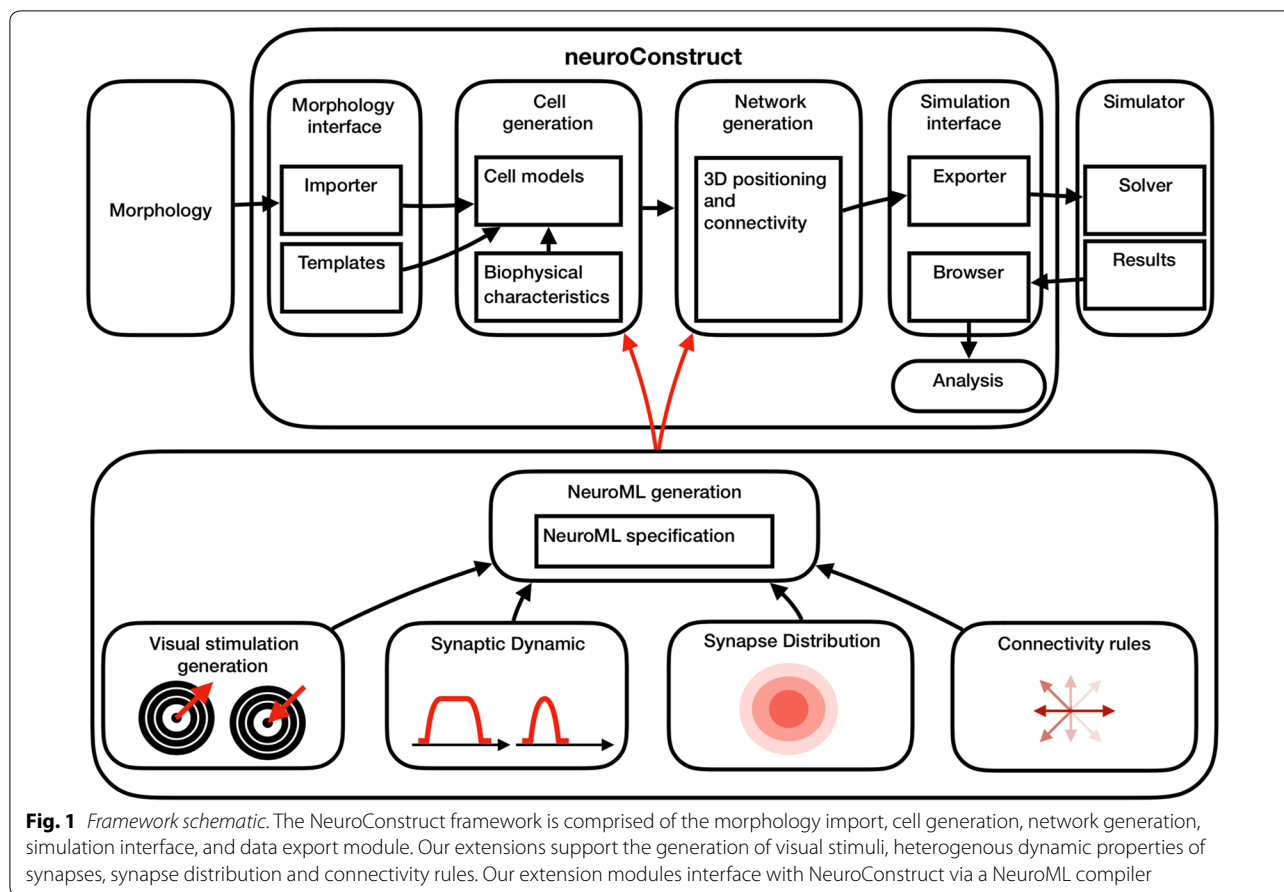 neuroConstruct
Morphology
Morphology
interface
Importer
Templates
Cell
generation
Cell models
Biophysical
characteristics
Network
generation
3D positioning
and
connectivity
Simulation
interface
Exporter
Browser
Analysis
Simulator
Solver
Results
NeuroML generation
NeuroML specification
Visual stimulation
generation
Synaptic Dynamic
Synapse Distribution
Connectivity rules
Fig. 1 Framework schematic. The NeuroConstruct framework is comprised of the morphology import, cell generation, network generation,
simulation interface, and data export module. Our extensions support the generation of visual stimuli, heterogenous dynamic properties of
synapses, synapse distribution and connectivity rules. Our extension modules interface with NeuroConstruct via a NeuroML compiler